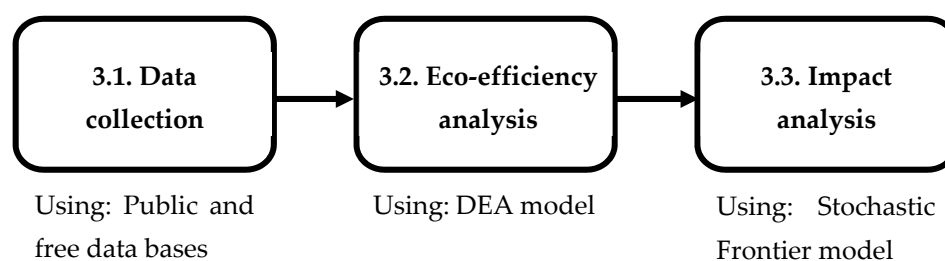 3.1. Data
collection
3.2. Eco-efficiency
analysis
3.3. Impact
analysis
Using: Public and
free data bases
Using: DEA model
Using: Stochastic
Frontier model